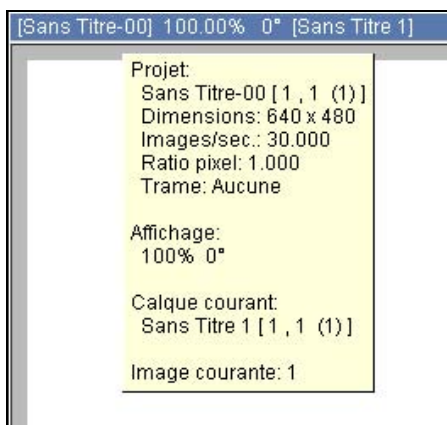 [Sans Titre-00] 100.00% 0° [Sans Titre 1]
Projet:
Sans Titre-00 [ 1 , 1 (1) ]
Dimensions: 640 x 480
Images/sec.: 30.000
Ratio pixel: 1.000
Trame: Aucune
Affichage:
100% 0°
Calque courant:
Sans Titre 1 [ 1 , 1 (1) ]
Image courante: 1